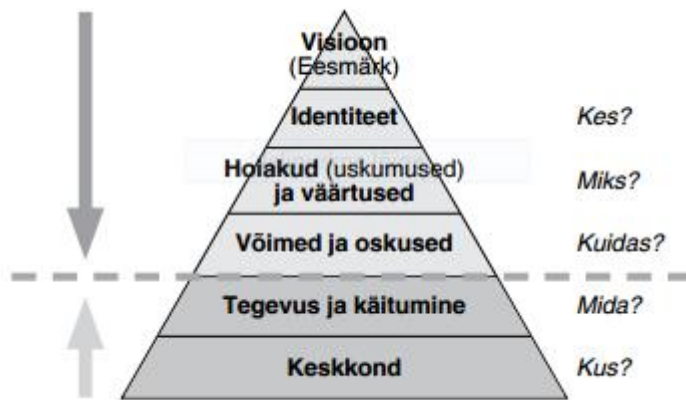 Visioon
(Eesmärk)
Identiteet
Kes?
Hoiakud (uskumused)
ja väärtused
Miks?
Võimed ja oskused
Kuidas?
Tegevus ja käitumine
Mida?
Keskkond
Kus?